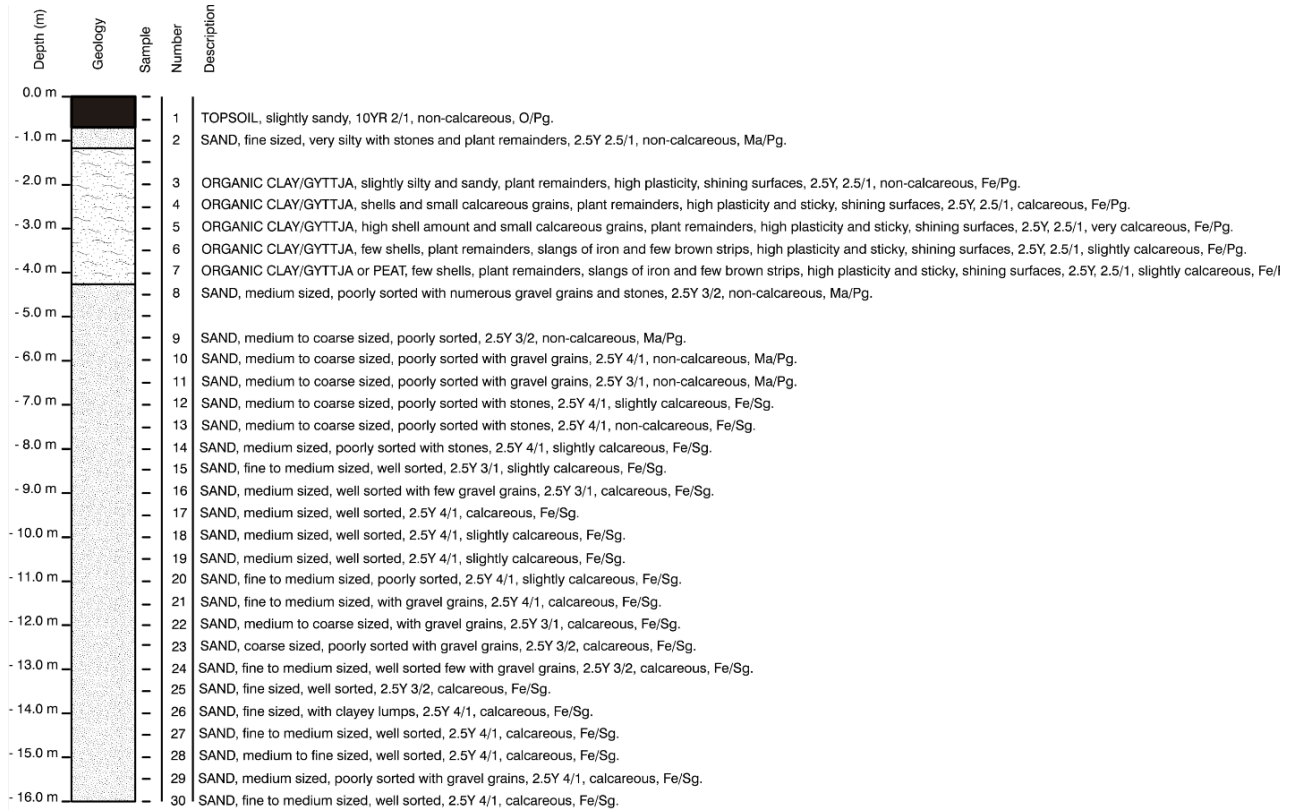 Depth (m)
Geology
Sample
Number
Description
0.0 m
1 TOPSOIL, slightly sandy, 10YR 2/1, non-calcareous, O/Pg.
- 1.0 m
2 SAND, fine sized, very silty with stones and plant remainders, 2.5Y 2.5/1, non-calcareous, Ma/Pg.
- 2.0 m
3 ORGANIC CLAY/GYTTJA, slightly silty and sandy, plant remainders, high plasticity, shining surfaces, 2.5Y, 2.5/1, non-calcareous, Fe/Pg.
4 ORGANIC CLAY/GYTTJA, shells and small calcareous grains, plant remainders, high plasticity and sticky, shining surfaces, 2.5Y, 2.5/1, calcareous, Fe/Pg.
- 3.0 m
5 ORGANIC CLAY/GYTTJA, high shell amount and small calcareous grains, plant remainders, high plasticity and sticky, shining surfaces, 2.5Y, 2.5/1, very calcareous, Fe/Pg.
6 ORGANIC CLAY/GYTTJA, few shells, plant remainders, slangs of iron and few brown strips, high plasticity and sticky, shining surfaces, 2.5Y, 2.5/1, slightly calcareous, Fe/Pg.
- 4.0 m
7 ORGANIC CLAY/GYTTJA or PEAT, few shells, plant remainders, slangs of iron and few brown strips, high plasticity and sticky, shining surfaces, 2.5Y, 2.5/1, slightly calcareous, Fe/
8 SAND, medium sized, poorly sorted with numerous gravel grains and stones, 2.5Y 3/2, non-calcareous, Ma/Pg.
- 5.0 m
9 SAND, medium to coarse sized, poorly sorted, 2.5Y 3/2, non-calcareous, Ma/Pg.
- 6.0 m
10 SAND, medium to coarse sized, poorly sorted with gravel grains, 2.5Y 4/1, non-calcareous, Ma/Pg.
11 SAND, medium to coarse sized, poorly sorted with gravel grains, 2.5Y 3/1, non-calcareous, Ma/Pg.
- 7.0 m
12 SAND, medium to coarse sized, poorly sorted with stones, 2.5Y 4/1, slightly calcareous, Fe/Sg.
13 SAND, medium to coarse sized, poorly sorted with stones, 2.5Y 4/1, non-calcareous, Fe/Sg.
- 8.0 m
14 SAND, medium sized, poorly sorted with stones, 2.5Y 4/1, slightly calcareous, Fe/Sg.
15 SAND, fine to medium sized, well sorted, 2.5Y 3/1, slightly calcareous, Fe/Sg.
- 9.0 m
16 SAND, medium sized, well sorted with few gravel grains, 2.5Y 3/1, calcareous, Fe/Sg.
17 SAND, medium sized, well sorted, 2.5Y 4/1, calcareous, Fe/Sg.
- 10.0 m
18 SAND, medium sized, well sorted, 2.5Y 4/1, slightly calcareous, Fe/Sg.
19 SAND, medium sized, well sorted, 2.5Y 4/1, slightly calcareous, Fe/Sg.
- 11.0 m
20 SAND, fine to medium sized, poorly sorted, 2.5Y 4/1, slightly calcareous, Fe/Sg.
21 SAND, fine to medium sized, with gravel grains, 2.5Y 4/1, calcareous, Fe/Sg.
- 12.0 m
22 SAND, medium to coarse sized, with gravel grains, 2.5Y 3/1, calcareous, Fe/Sg.
23 SAND, coarse sized, poorly sorted with gravel grains, 2.5Y 3/2, calcareous, Fe/Sg.
- 13.0 m
24 SAND, fine to medium sized, well sorted few with gravel grains, 2.5Y 3/2, calcareous, Fe/Sg.
25 SAND, fine sized, well sorted, 2.5Y 3/2, calcareous, Fe/Sg.
- 14.0 m
26 SAND, fine sized, with clayey lumps, 2.5Y 4/1, calcareous, Fe/Sg.
27 SAND, fine to medium sized, well sorted, 2.5Y 4/1, calcareous, Fe/Sg.
- 15.0 m
28 SAND, medium to fine sized, well sorted, 2.5Y 4/1, calcareous, Fe/Sg.
29 SAND, medium sized, poorly sorted with gravel grains, 2.5Y 4/1, calcareous, Fe/Sg.
- 16.0 m
30 SAND, fine to medium sized, well sorted, 2.5Y 4/1, calcareous, Fe/Sg.